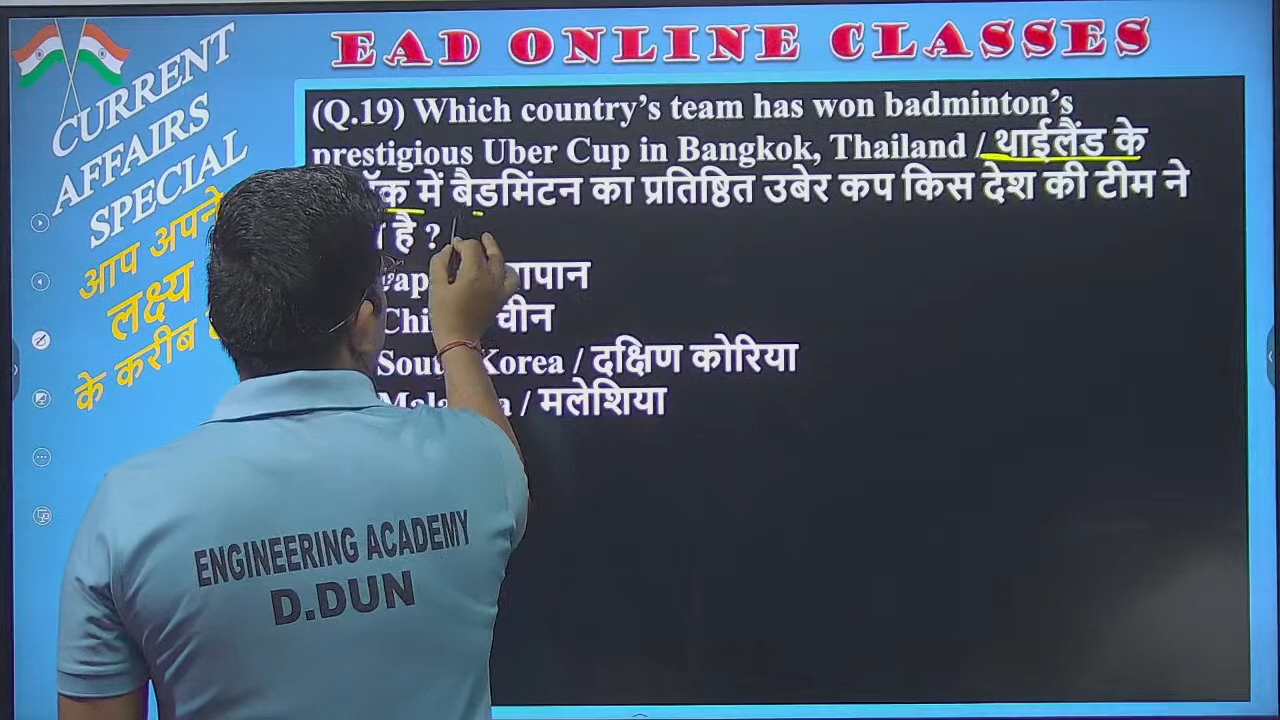 EAD ONLINE CLASSES
CURRENT
AFFAIRS
SPECIAL
आप अपने
लक्ष्य
के करीब
(Q.19) Which country's team has won badminton's
prestigious Uber Cup in Bangkok, Thailand / थाईलैंड के
में बैडमिंटन का प्रतिष्ठित उबेर कप किस देश की टीम ने
है ?
चीन
South Korea / दक्षिण कोरिया
/ मलेशिया
ENGINEERING ACADEMY
D.DUN